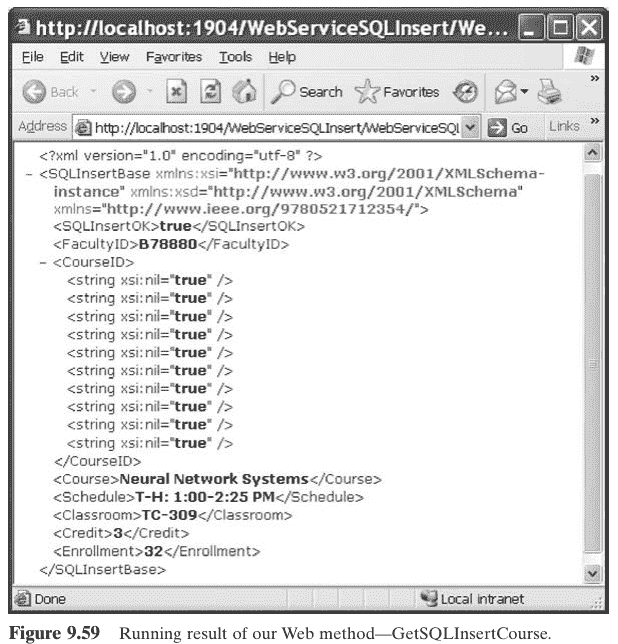 http://localhost:1904/WebServiceSQLInsert/We...
File Edit View Favorites Tools Help
Back Search Favorites »
Address http://localhost:1904/WebServiceSQLInsert/WebServiceSQL Go Links »
<?xml version="1.0" encoding="utf-8" ?>
- <SQLInsertBase xmlns:xsi="http://www.w3.org/2001/XMLSchema-
instance" xmlns:xsd="http://www.w3.org/2001/XMLSchema"
xmlns="http://www.ieee.org/9780521712354/">
<SQLInsertOK>true</SQLInsertOK>
<FacultyID>B78880</FacultyID>
- <CourseID>
<string xsi:nil="true" />
<string xsi:nil="true" />
<string xsi:nil="true" />
<string xsi:nil="true" />
<string xsi:nil="true" />
<string xsi:nil="true" />
<string xsi:nil="true" />
<string xsi:nil="true" />
<string xsi:nil="true" />
<string xsi:nil="true" />
</CourseID>
<Course>Neural Network Systems</Course>
<Schedule>T-H: 1:00-2:25 PM</Schedule>
<Classroom>TC-309</Classroom>
<Credit>3</Credit>
<Enrollment>32</Enrollment>
</SQLInsertBase>
Done Local intranet
Figure 9.59 Running result of our Web method—GetSQLInsertCourse.